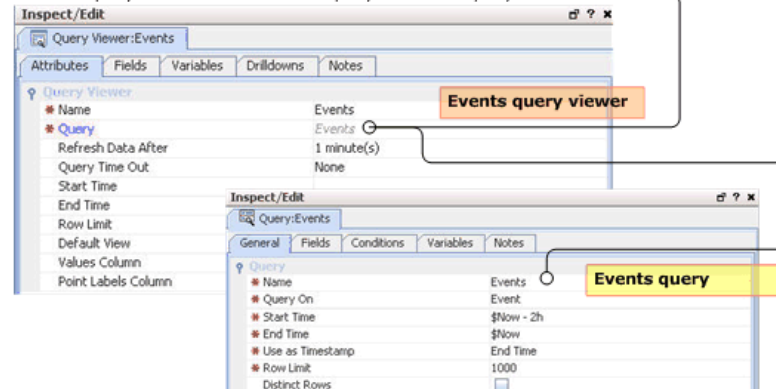 Inspect/Edit
Query Viewer:Events
Attributes Fields Variables Drilldowns Notes
Query Viewer
Name Events
Query Events
Refresh Data After 1 minute(s)
Query Time Out None
Start Time
End Time
Row Limit
Default View
Values Column
Point Labels Column
Events query viewer
Inspect/Edit
Query:Events
General Fields Conditions Variables Notes
Query
Name Events
Query On Event
Start Time $Now - 2h
End Time $Now
Use as Timestamp End Time
Row Limit 1000
Distinct Rows
Events query